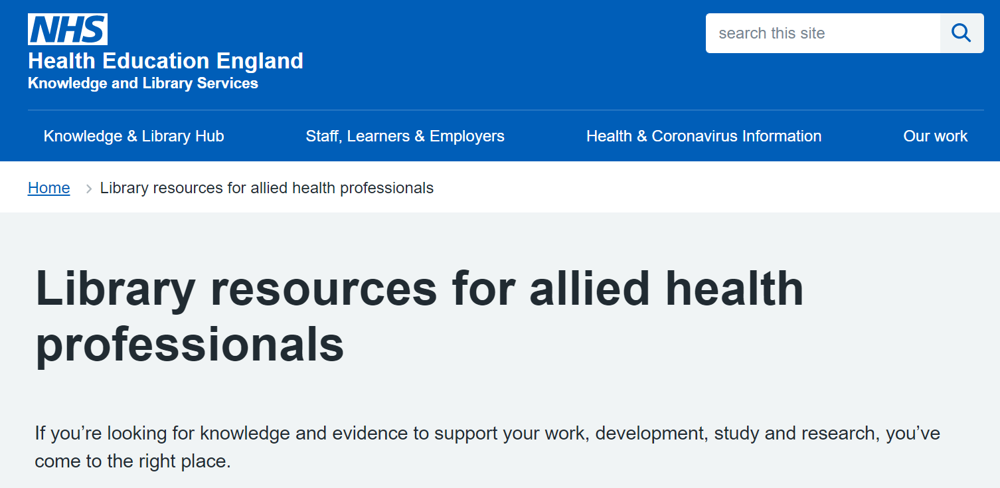 NHS
Health Education England
Knowledge and Library Services
search this site
Knowledge & Library Hub
Staff, Learners & Employers
Health & Coronavirus Information
Our work
Home
Library resources for allied health professionals
Library resources for allied health
professionals
If you’re looking for knowledge and evidence to support your work, development, study and research, you’ve
come to the right place.